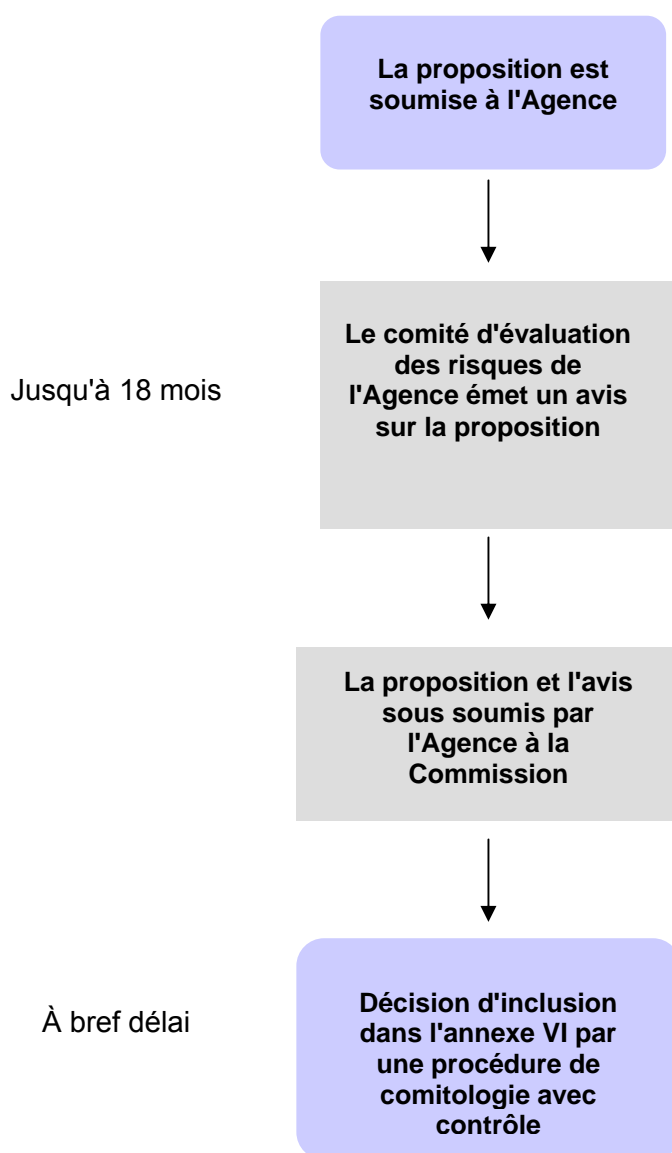 La proposition est
soumise à l'Agence
Jusqu'à 18 mois
Le comité d'évaluation
des risques de
l'Agence émet un avis
sur la proposition
La proposition et l'avis
sous soumis par
l'Agence à la
Commission
À bref délai
Décision d'inclusion
dans l'annexe VI par
une procédure de
comitologie avec
contrôle